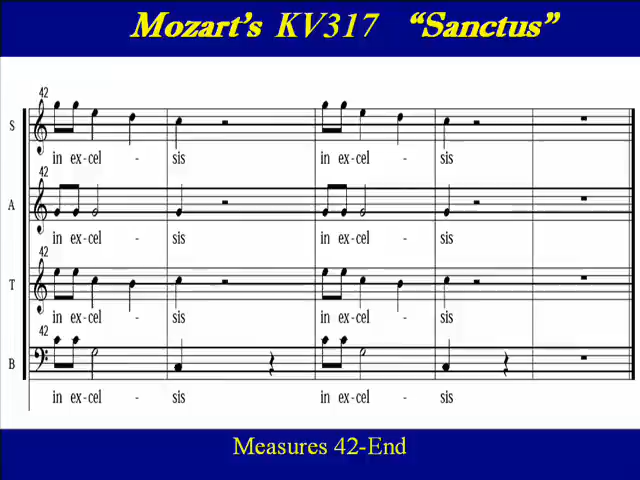 Mozart's KV317 "Sanctus"
42
S
in ex-cel - sis in ex-cel - sis
42
A
in ex-cel - sis in ex-cel - sis
42
T
in ex-cel - sis in ex-cel - sis
42
B
in ex-cel - sis in ex-cel - sis
Measures 42-End